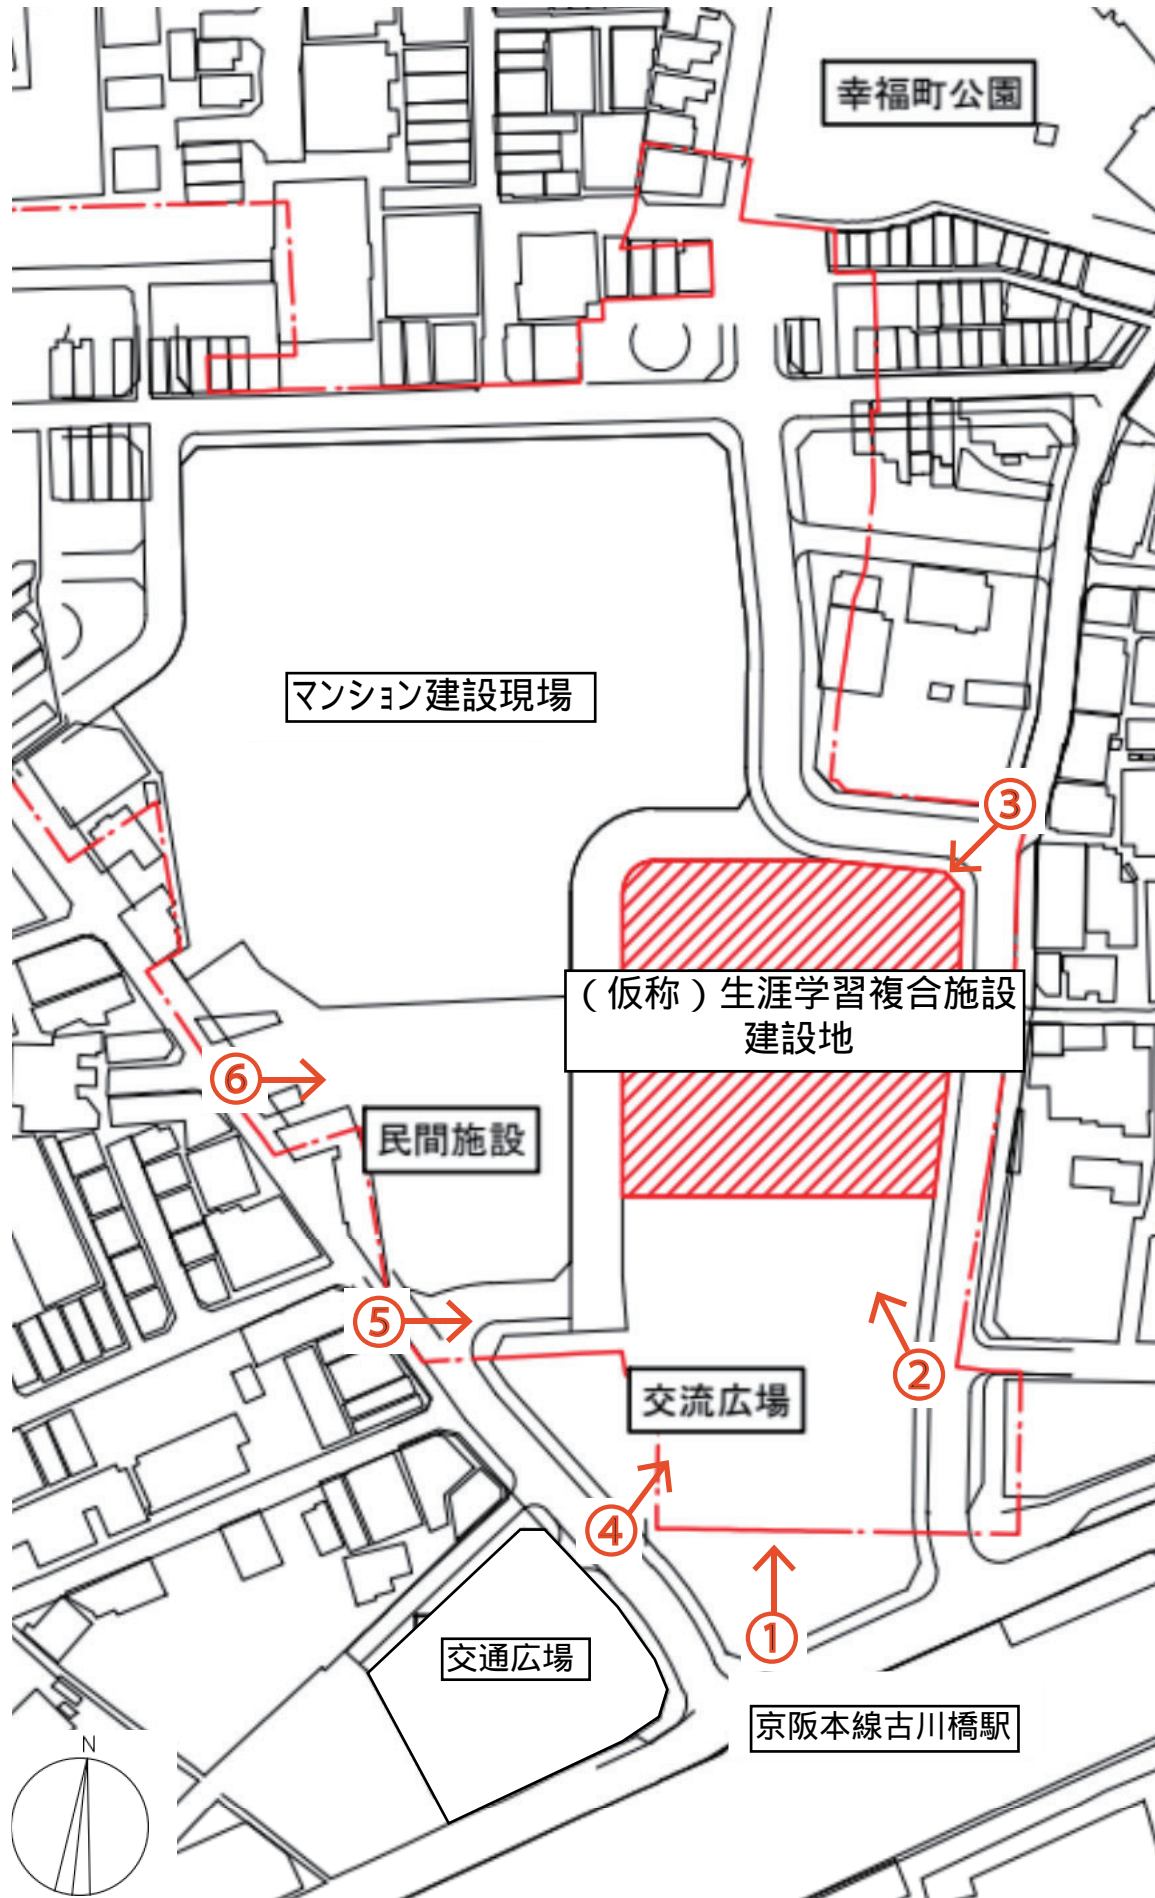 幸福町公園
マンション建設現場
③
（仮称）生涯学習複合施設
建設地
⑥
民間施設
⑤
②
交流広場
④
①
交通広場
京阪本線古川橋駅
N